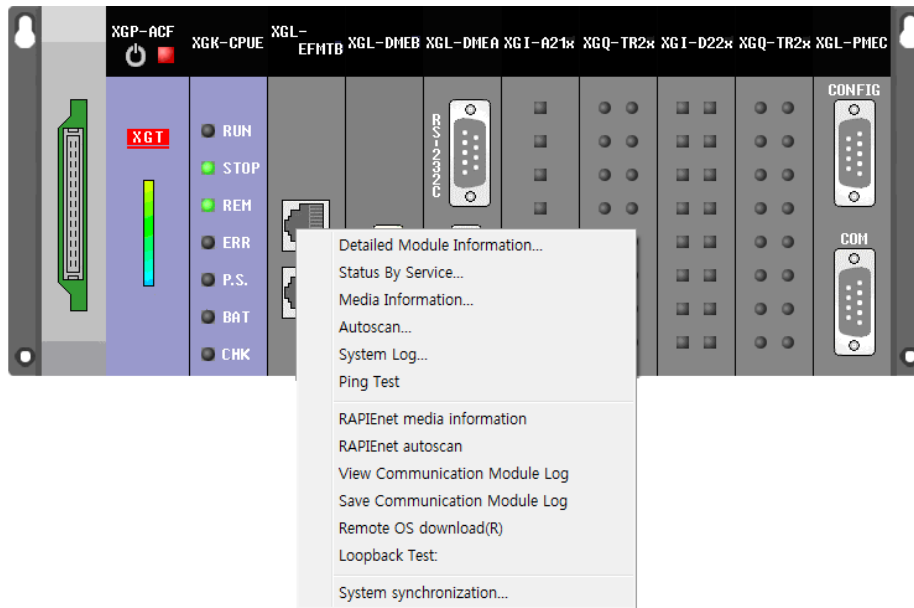 XGP-ACF
XGK-CPUE
XGL-
EFMTB
XGL-DMEB
XGL-DMEA
XGI-A21x
XGQ-TR2x
XGI-D22x
XGQ-TR2x
XGL-PMEC
XGT
RUN
STOP
REM
ERR
P.S.
BAT
CHK
RS-232C
CONFIG
COM
Detailed Module Information...
Status By Service...
Media Information...
Autoscan...
System Log...
Ping Test
RAPIEnet media information
RAPIEnet autoscan
View Communication Module Log
Save Communication Module Log
Remote OS download(R)
Loopback Test:
System synchronization...